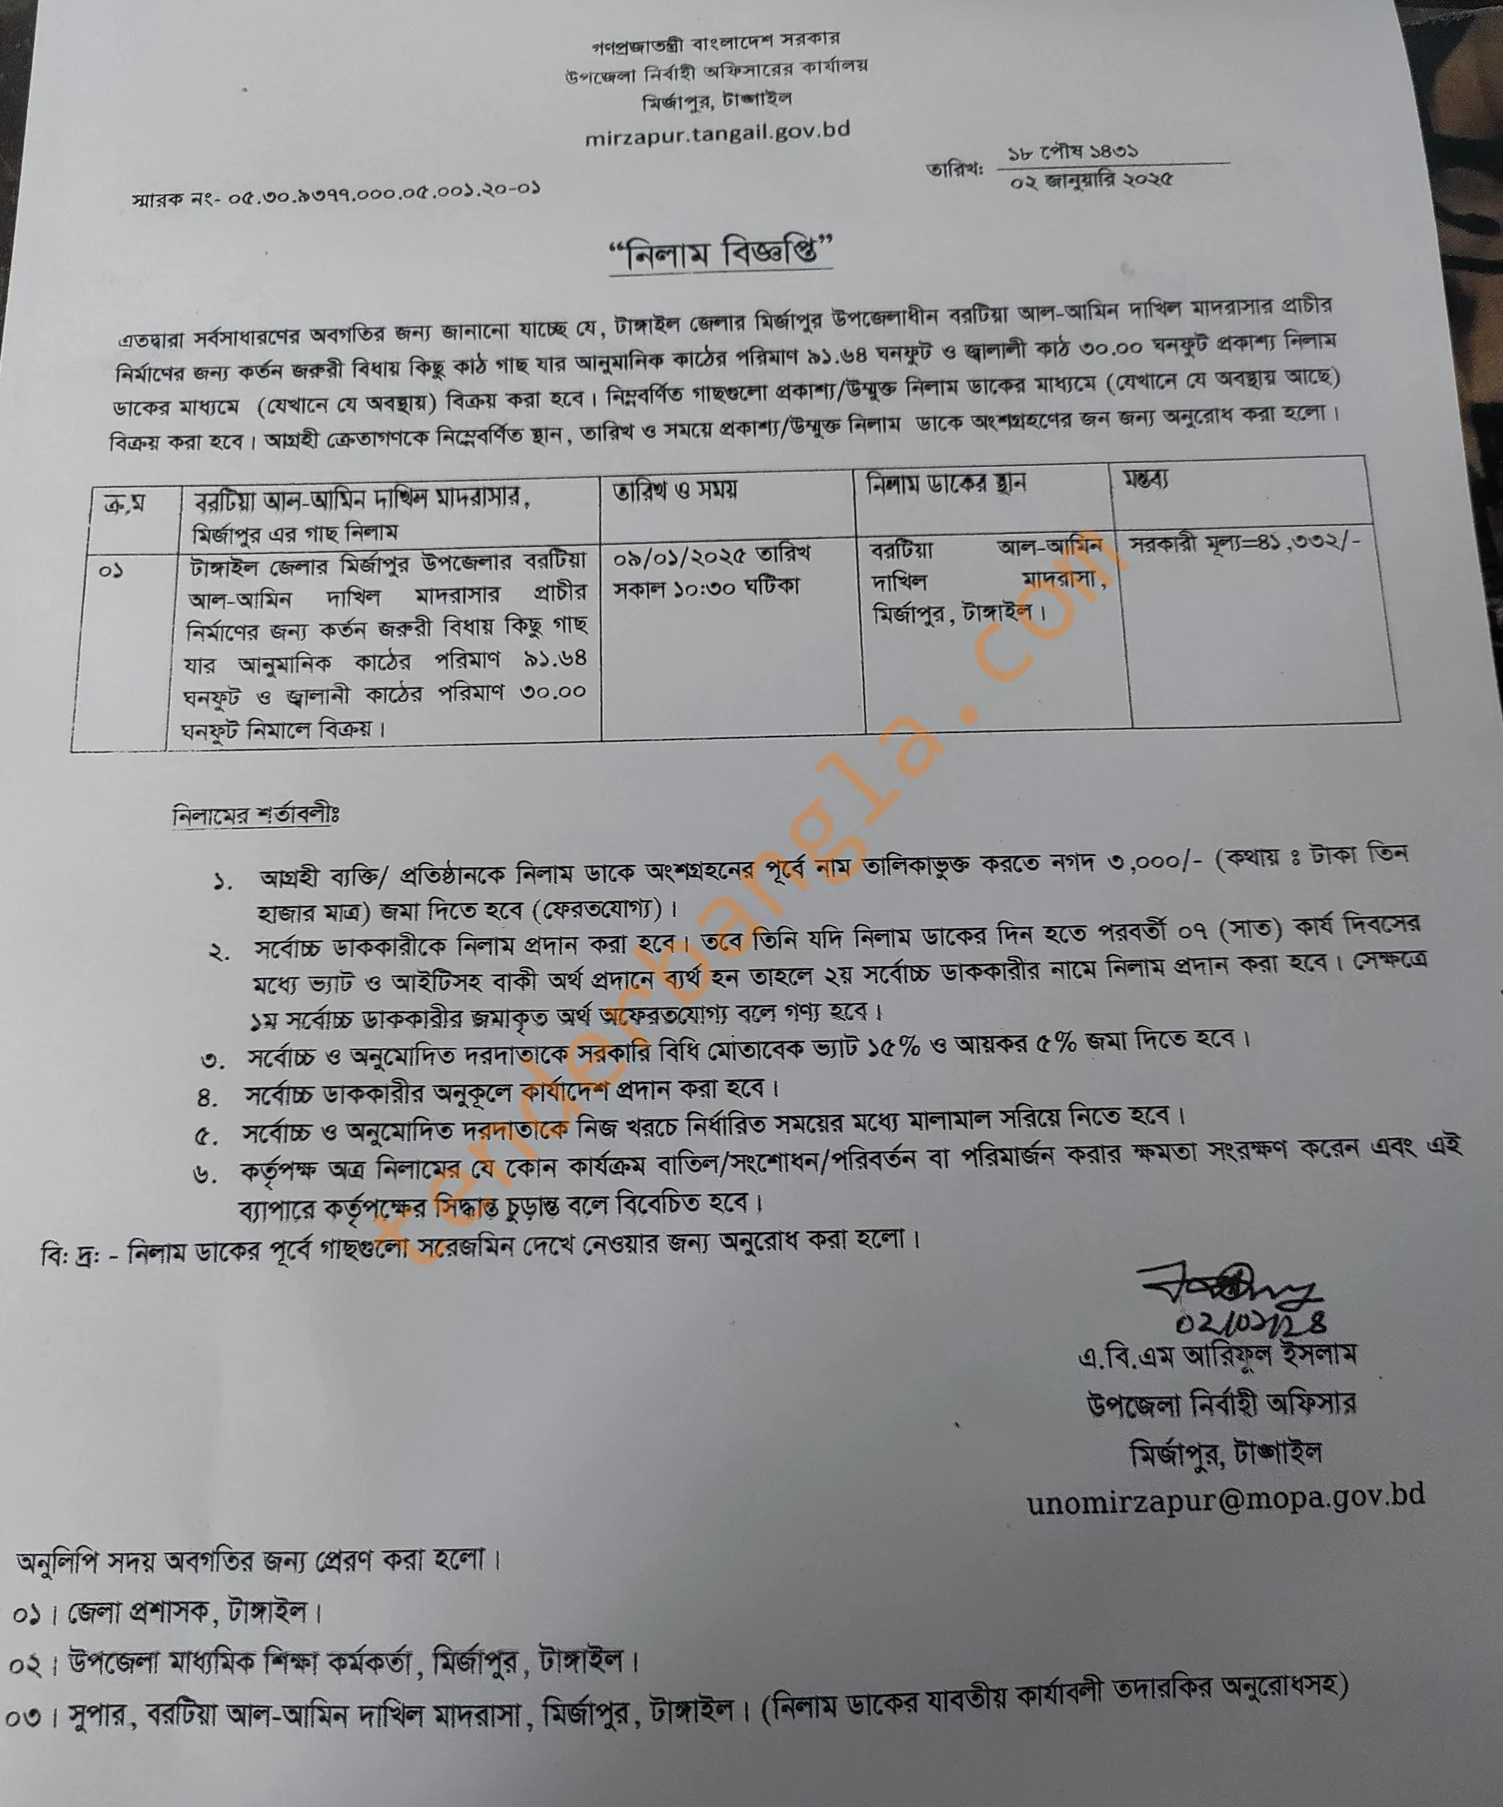 গণপ্রজাতন্ত্রী বাংলাদেশ সরকার
উপজেলা নির্বাহী অফিসারের কার্যালয়
মির্জাপুর, টাঙ্গাইল
mirzapur.tangail.gov.bd
স্মারক নং- ০৫.৩০.৯৩৭৭.০০০.০৫.০০১.২০-০১
তারিখঃ ১৮ পৌষ ১৪৩১
০২ জানুয়ারি ২০২৫
“নিলাম বিজ্ঞপ্তি”
এতদ্বারা সর্বসাধারণের অবগতির জন্য জানানো যাচ্ছে যে, টাঙ্গাইল জেলার মির্জাপুর উপজেলাধীন বরটিয়া আল-আমিন দাখিল মাদরাসার প্রাচীর
নির্মাণের জন্য কর্তন জরুরী বিধায় কিছু কাঠ গাছ যার আনুমানিক কাঠের পরিমাণ ৯১.৬৪ ঘনফুট ও জ্বালানী কাঠ ৩০.০০ ঘনফুট প্রকাশ্য নিলাম
ডাকের মাধ্যমে (যেখানে যে অবস্থায়) বিক্রয় করা হবে। নিম্নবর্ণিত গাছগুলো প্রকাশ্য/উন্মুক্ত নিলাম ডাকের মাধ্যমে (যেখানে যে অবস্থায় আছে)
বিক্রয় করা হবে। আগ্রহী ক্রেতাগণকে নিম্নেবর্ণিত স্থান, তারিখ ও সময়ে প্রকাশ্য/উন্মুক্ত নিলাম ডাকে অংশগ্রহণের জন জন্য অনুরোধ করা হলো।
ক্র,ম
বরটিয়া আল-আমিন দাখিল মাদরাসার,
মির্জাপুর এর গাছ নিলাম
তারিখ ও সময়
নিলাম ডাকের স্থান
মন্তব্য
০১
টাঙ্গাইল জেলার মির্জাপুর উপজেলার বরটিয়া
আল-আমিন দাখিল মাদরাসার প্রাচীর
নির্মাণের জন্য কর্তন জরুরী বিধায় কিছু গাছ
যার আনুমানিক কাঠের পরিমাণ ৯১.৬৪
ঘনফুট ও জ্বালানী কাঠের পরিমাণ ৩০.০০
ঘনফুট নিমালে বিক্রয়।
০৯/০১/২০২৫ তারিখ
সকাল ১০:৩০ ঘটিকা
বরটিয়া আল-আমিন
দাখিল মাদরাসা,
মির্জাপুর, টাঙ্গাইল।
সরকারী মূল্য=৪১,৩৩২/-
নিলামের শর্তাবলীঃ
১. আগ্রহী ব্যক্তি/ প্রতিষ্ঠানকে নিলাম ডাকে অংশগ্রহনের পূর্বে নাম তালিকাভুক্ত করতে নগদ ৩,০০০/- (কথায় ঃ টাকা তিন
হাজার মাত্র) জমা দিতে হবে (ফেরতযোগ্য)।
২. সর্বোচ্চ ডাককারীকে নিলাম প্রদান করা হবে। তবে তিনি যদি নিলাম ডাকের দিন হতে পরবর্তী ০৭ (সাত) কার্য দিবসের
মধ্যে ভ্যাট ও আইটিসহ বাকী অর্থ প্রদানে ব্যর্থ হন তাহলে ২য় সর্বোচ্চ ডাককারীর নামে নিলাম প্রদান করা হবে। সেক্ষত্রে
১ম সর্বোচ্চ ডাককারীর জমাকৃত অর্থ অফেরতযোগ্য বলে গণ্য হবে।
৩. সর্বোচ্চ ও অনুমোদিত দরদাতাকে সরকারি বিধি মোতাবেক ভ্যাট ১৫% ও আয়কর ৫% জমা দিতে হবে।
৪. সর্বোচ্চ ডাককারীর অনুকূলে কার্যাদেশ প্রদান করা হবে।
৫. সর্বোচ্চ ও অনুমোদিত দরদাতাকে নিজ খরচে নির্ধারিত সময়ের মধ্যে মালামাল সরিয়ে নিতে হবে।
৬. কর্তৃপক্ষ অত্র নিলামের যে কোন কার্যক্রম বাতিল/সংশোধন/পরিবর্তন বা পরিমার্জন করার ক্ষমতা সংরক্ষণ করেন এবং এই
ব্যাপারে কর্তৃপক্ষের সিদ্ধান্ত চূড়ান্ত বলে বিবেচিত হবে।
বি: দ্র: - নিলাম ডাকের পূর্বে গাছগুলো সরেজমিন দেখে নেওয়ার জন্য অনুরোধ করা হলো।
এ.বি.এম আরিফুল ইসলাম
উপজেলা নির্বাহী অফিসার
মির্জাপুর, টাঙ্গাইল
unomirzapur@mopa.gov.bd
অনুলিপি সদয় অবগতির জন্য প্রেরণ করা হলো।
০১। জেলা প্রশাসক, টাঙ্গাইল।
০২। উপজেলা মাধ্যমিক শিক্ষা কর্মকর্তা, মির্জাপুর, টাঙ্গাইল।
০৩। সুপার, বরটিয়া আল-আমিন দাখিল মাদরাসা, মির্জাপুর, টাঙ্গাইল। (নিলাম ডাকের যাবতীয় কার্যাবলী তদারকির অনুরোধসহ)
tenderbangla.com